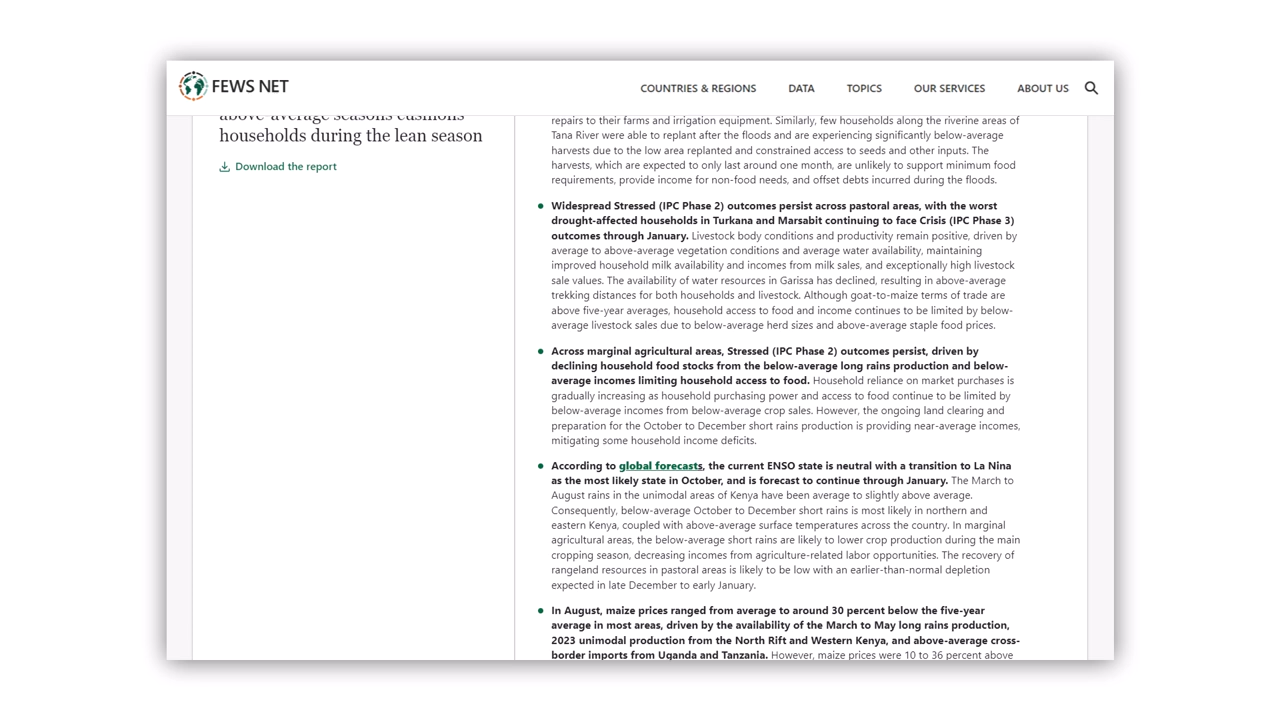 FEWS NET
COUNTRIES & REGIONS
DATA
TOPICS
OUR SERVICES
ABOUT US
above-average seasons cushions
households during the lean season
Download the report
repairs to their farms and irrigation equipment. Similarly, few households along the riverine areas of
Tana River were able to replant after the floods and are experiencing significantly below-average
harvests due to the low area replanted and constrained access to seeds and other inputs. The
harvests, which are expected to only last around one month, are unlikely to support minimum food
requirements, provide income for non-food needs, and offset debts incurred during the floods.
Widespread Stressed (IPC Phase 2) outcomes persist across pastoral areas, with the worst
drought-affected households in Turkana and Marsabit continuing to face Crisis (IPC Phase 3)
outcomes through January. Livestock body conditions and productivity remain positive, driven by
average to above-average vegetation conditions and average water availability, maintaining
improved household milk availability and incomes from milk sales, and exceptionally high livestock
sale values. The availability of water resources in Garissa has declined, resulting in above-average
trekking distances for both households and livestock. Although goat-to-maize terms of trade are
above five-year averages, household access to food and income continues to be limited by below-
average livestock sales due to below-average herd sizes and above-average staple food prices.
Across marginal agricultural areas, Stressed (IPC Phase 2) outcomes persist, driven by
declining household food stocks from the below-average long rains production and below-
average incomes limiting household access to food. Household reliance on market purchases is
gradually increasing as household purchasing power and access to food continue to be limited by
below-average incomes from below-average crop sales. However, the ongoing land clearing and
preparation for the October to December short rains production is providing near-average incomes,
mitigating some household income deficits.
According to global forecasts, the current ENSO state is neutral with a transition to La Nina
as the most likely state in October, and is forecast to continue through January. The March to
August rains in the unimodal areas of Kenya have been average to slightly above average.
Consequently, below-average October to December short rains is most likely in northern and
eastern Kenya, coupled with above-average surface temperatures across the country. In marginal
agricultural areas, the below-average short rains are likely to lower crop production during the main
cropping season, decreasing incomes from agriculture-related labor opportunities. The recovery of
rangeland resources in pastoral areas is likely to be low with an earlier-than-normal depletion
expected in late December to early January.
In August, maize prices ranged from average to around 30 percent below the five-year
average in most areas, driven by the availability of the March to May long rains production,
2023 unimodal production from the North Rift and Western Kenya, and above-average cross-
border imports from Uganda and Tanzania. However, maize prices were 10 to 36 percent above